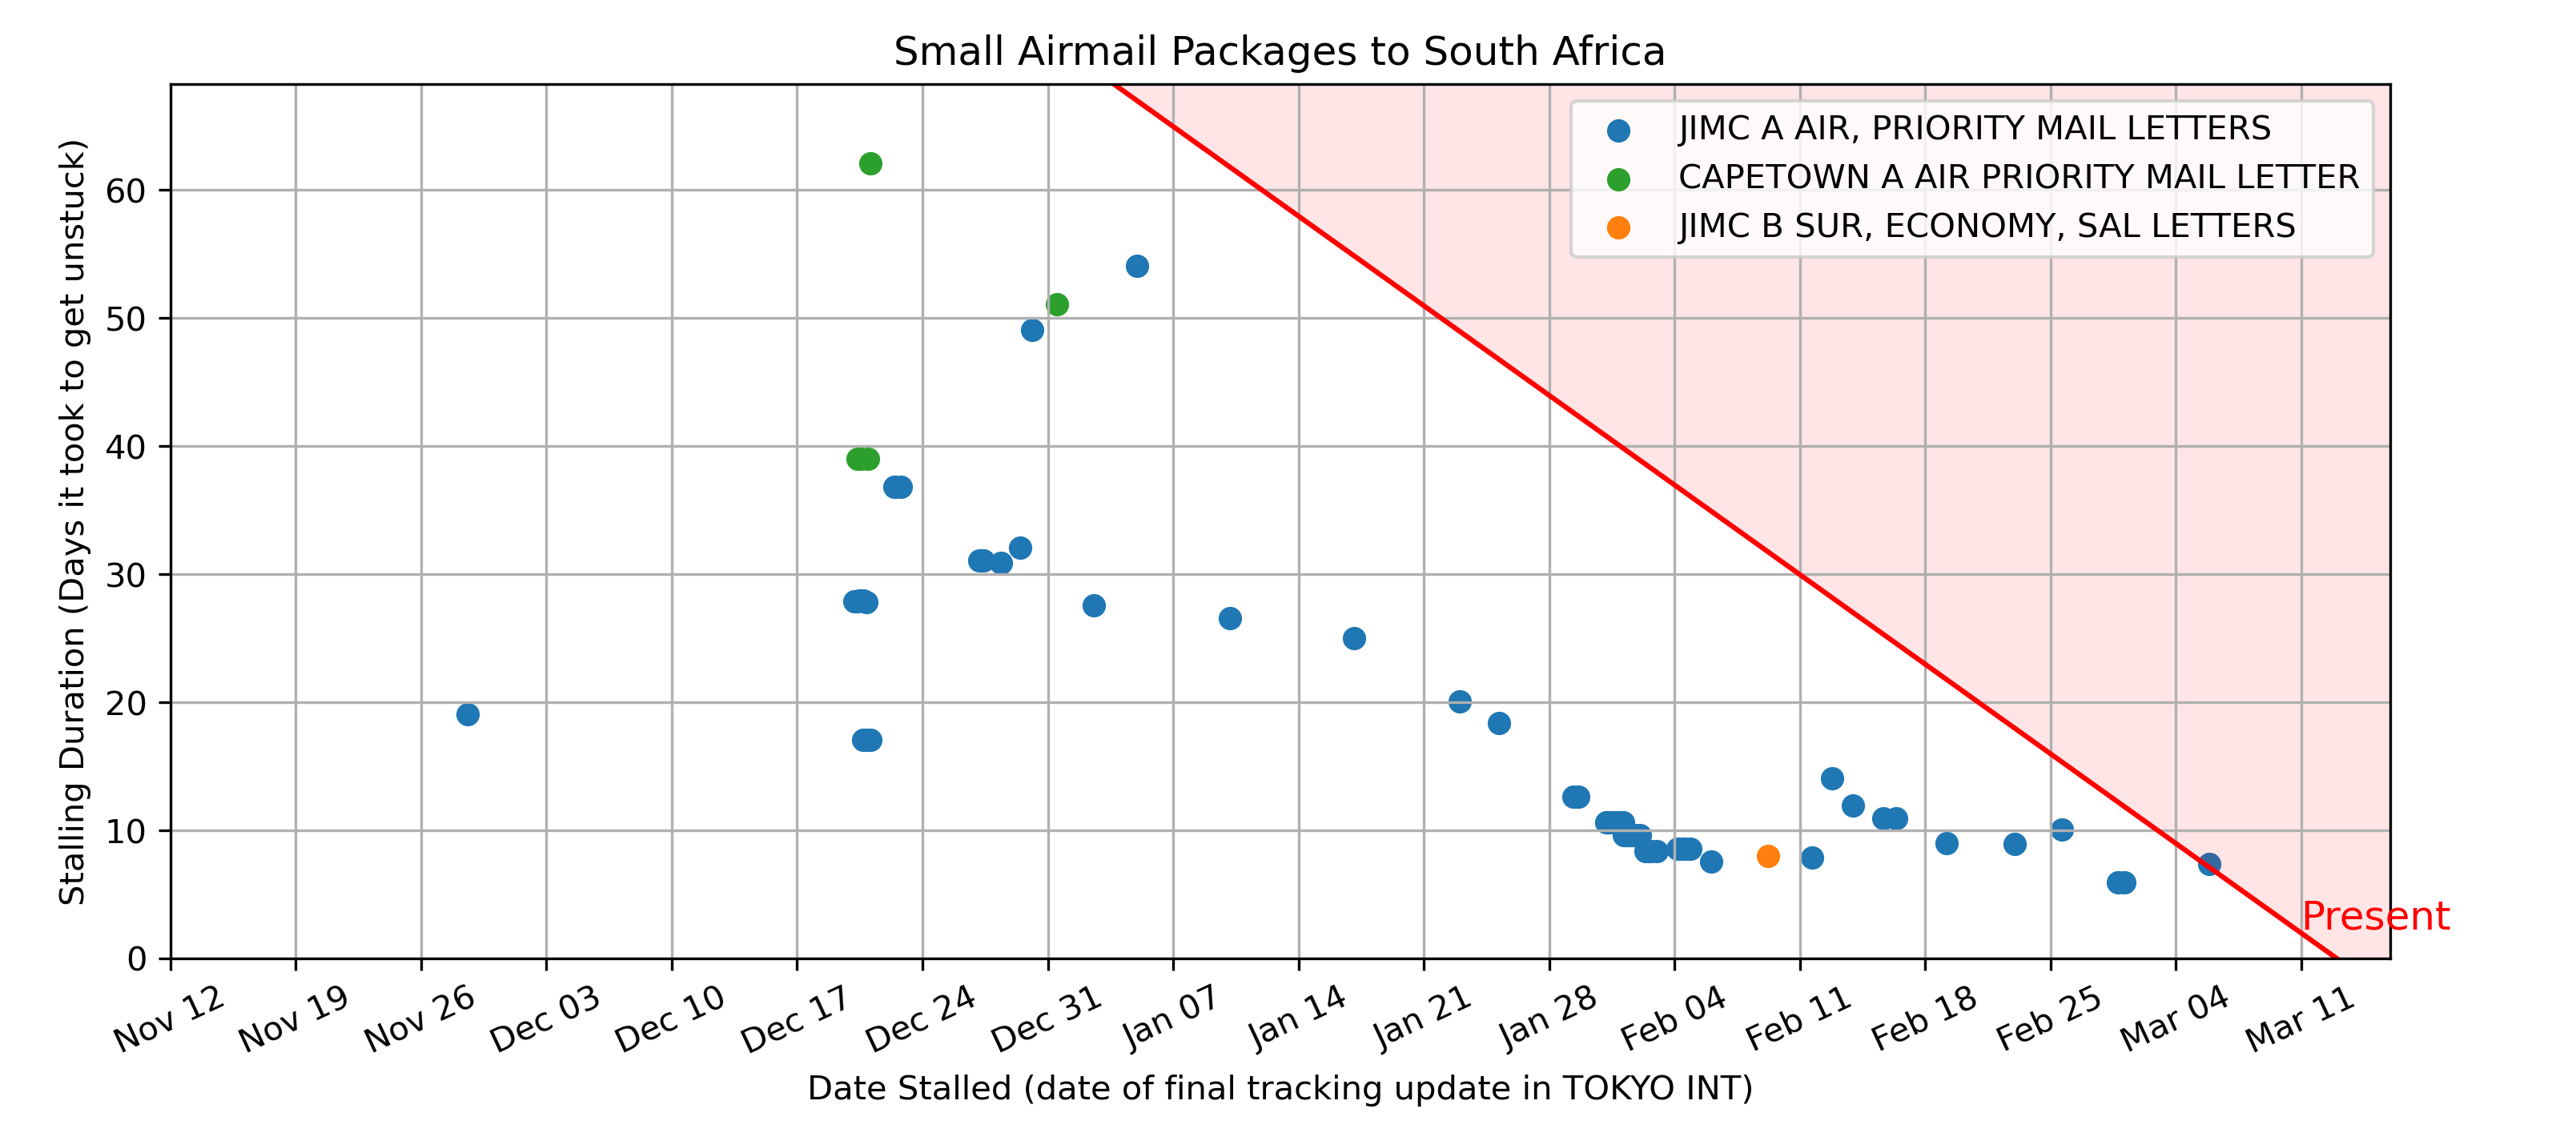 Small Airmail Packages to South Africa
JIMC A AIR, PRIORITY MAIL LETTERS
CAPETOWN A AIR PRIORITY MAIL LETTER
JIMC B SUR, ECONOMY, SAL LETTERS
Stalling Duration (Days it took to get unstuck)
60
50
40
30
20
10
0
Present
Nov 12
Nov 19
Nov 26
Dec 03
Dec 10
Dec 17
Dec 24
Dec 31
Jan 07
Jan 14
Jan 21
Jan 28
Feb 04
Feb 11
Feb 18
Feb 25
Mar 04
Mar 11
Date Stalled (date of final tracking update in TOKYO INT)